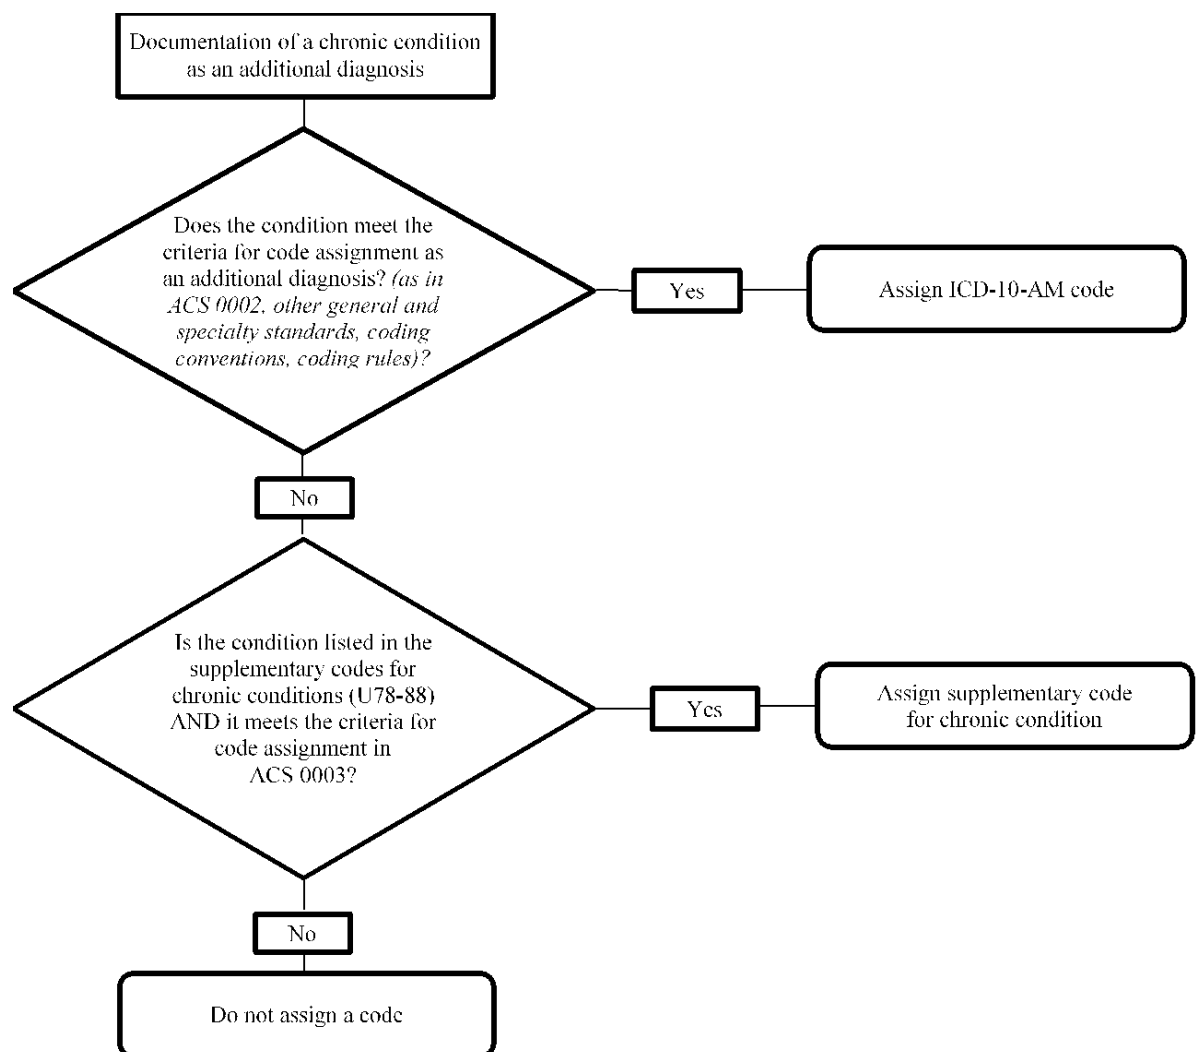 Documentation of a chronic condition
as an additional diagnosis
Does the condition meet the
criteria for code assignment as
an additional diagnosis? (as in
ACS 0002, other general and
specialty standards, coding
conventions, coding rules)?
Yes
Assign ICD-10-AM code
No
Is the condition listed in the
supplementary codes for
chronic conditions (U78-88)
AND it meets the criteria for
code assignment in
ACS 0003?
Yes
Assign supplementary code
for chronic condition
No
Do not assign a code